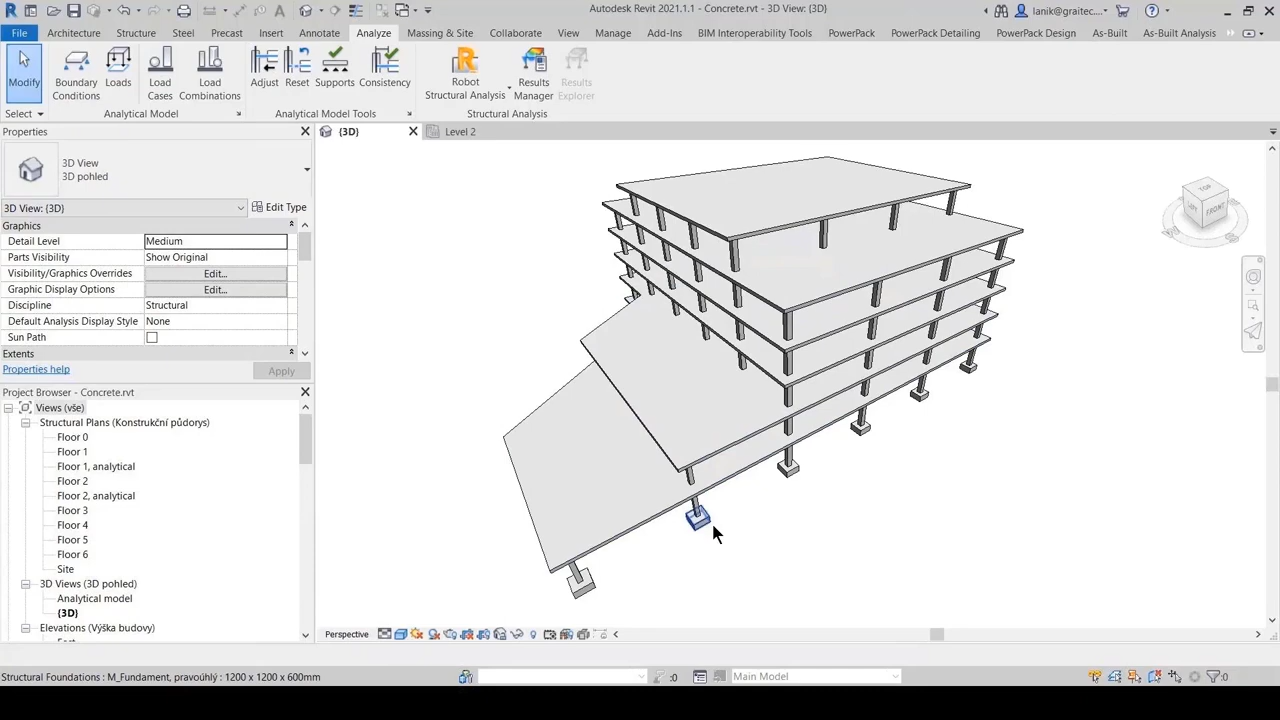 Autodesk Revit 2021.1.1 - Concrete.rvt - 3D View: {3D}
lanik@graitec....
File Architecture Structure Steel Precast Insert Annotate Analyze Massing & Site Collaborate View Manage Add-Ins BIM Interoperability Tools PowerPack PowerPack Detailing PowerPack Design As-Built As-Built Analysis
Modify
Boundary Conditions
Loads
Load Cases
Load Combinations
Adjust
Reset
Supports
Consistency
Robot Structural Analysis
Results Manager
Results Explorer
Select
Analytical Model
Analytical Model Tools
Structural Analysis
Properties
{3D}
Level 2
3D View
3D pohled
3D View: {3D}
Edit Type
Graphics
Detail Level Medium
Parts Visibility Show Original
Visibility/Graphics Overrides Edit...
Graphic Display Options Edit...
Discipline Structural
Default Analysis Display Style None
Sun Path
Extents
Properties help
Apply
TOP
FRONT
Project Browser - Concrete.rvt
Views (vše)
Structural Plans (Konstrukční půdorys)
Floor 0
Floor 1
Floor 1, analytical
Floor 2
Floor 2, analytical
Floor 3
Floor 4
Floor 5
Floor 6
Site
3D Views (3D pohled)
Analytical model
{3D}
Elevations (Výška budovy)
Perspective
Structural Foundations : M_Fundament, pravoúhlý : 1200 x 1200 x 600mm
:0
Main Model
:0